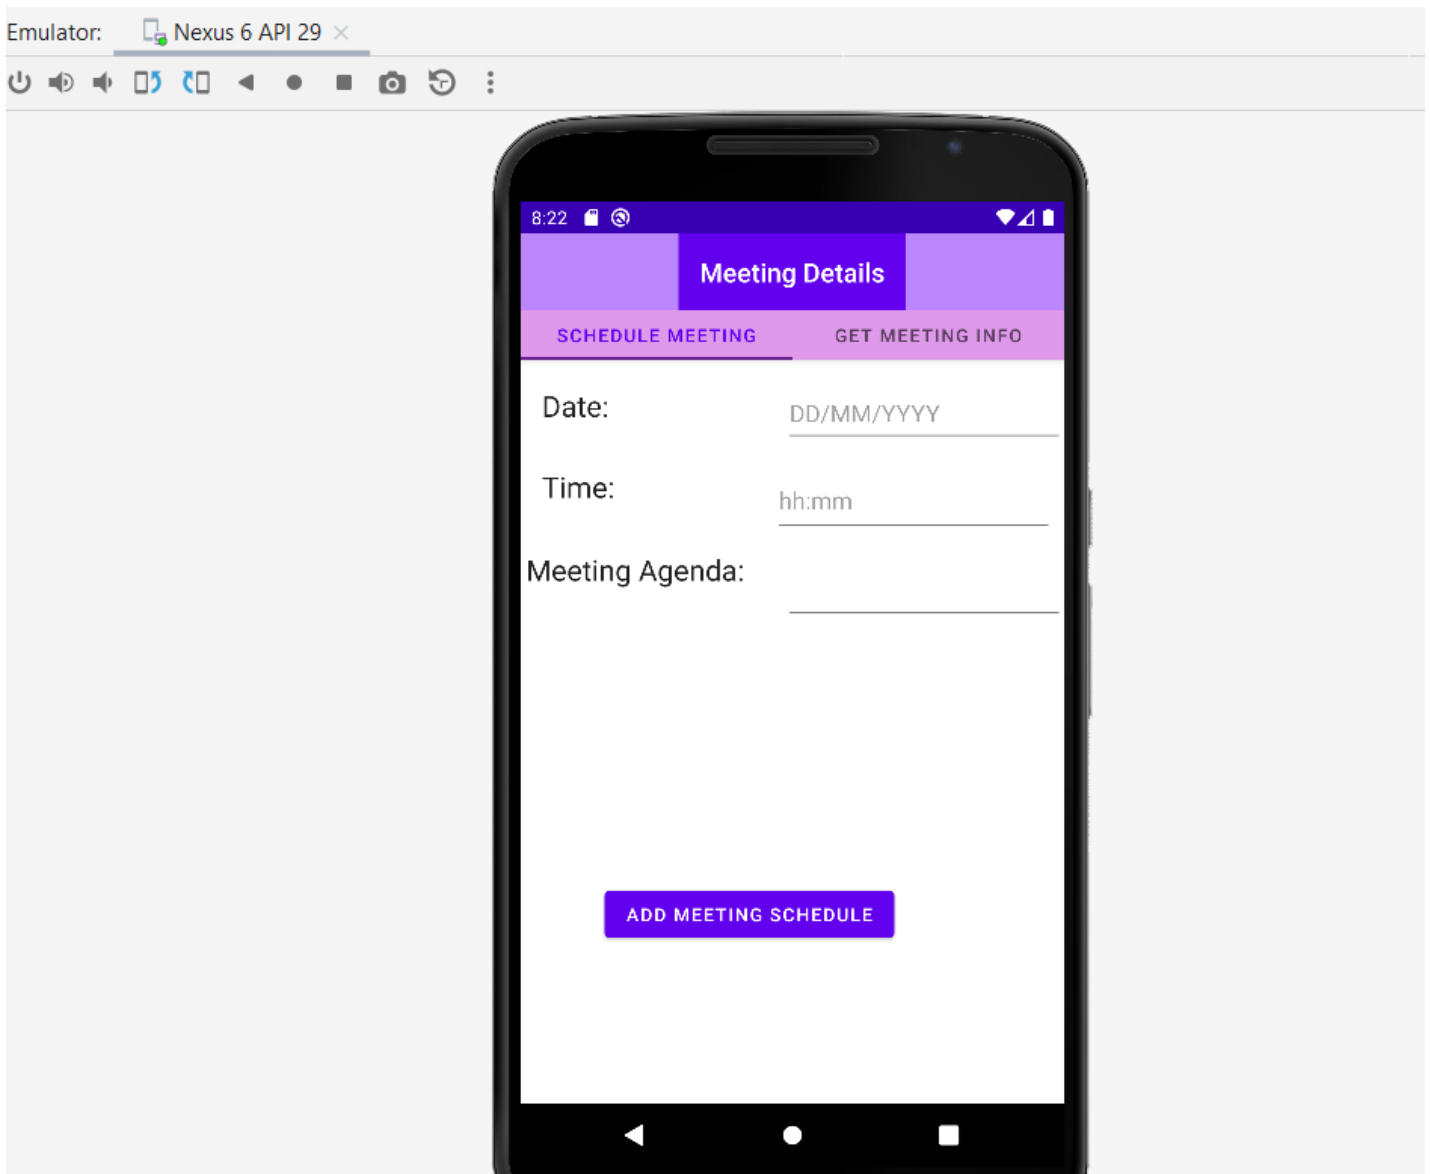 Emulator: Nexus 6 API 29
8:22
Meeting Details
SCHEDULE MEETING GET MEETING INFO
Date: DD/MM/YYYY
Time: hh:mm
Meeting Agenda:
ADD MEETING SCHEDULE